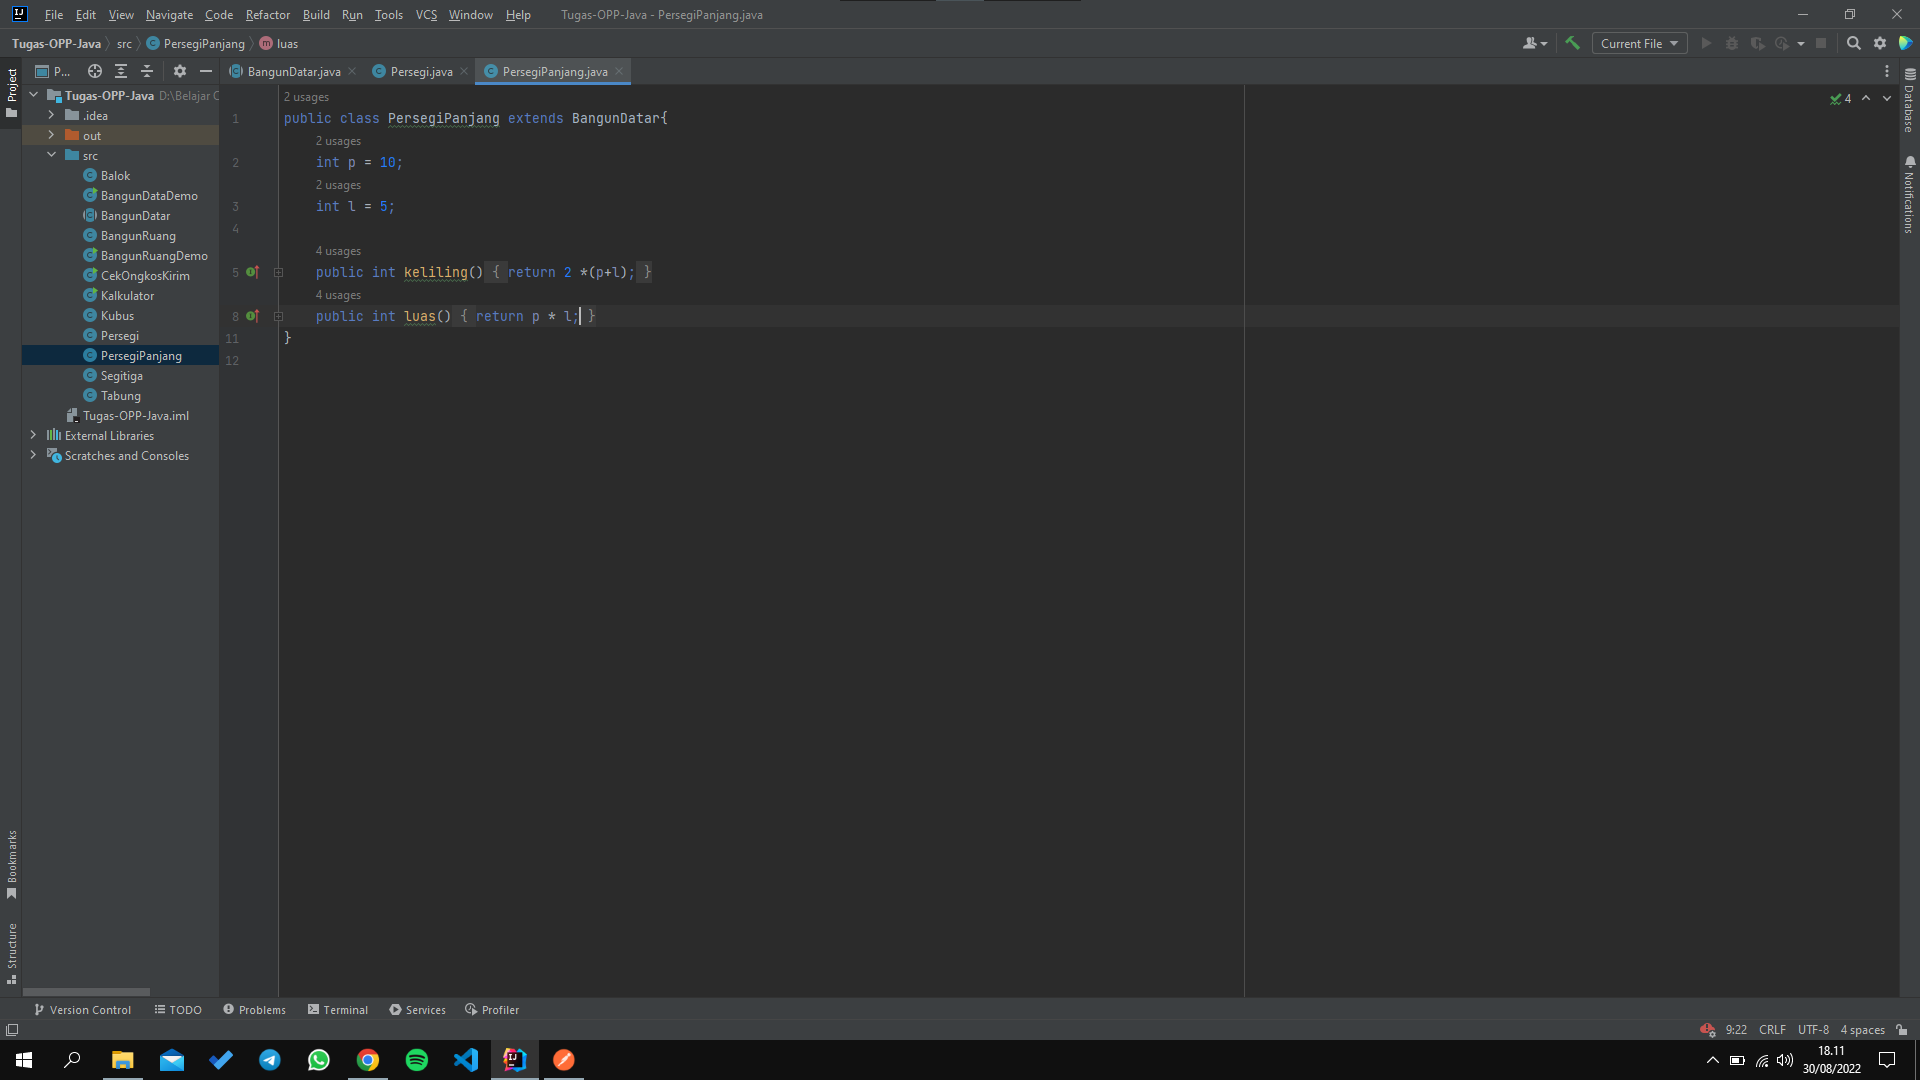 File Edit View Navigate Code Refactor Build Run Tools VCS Window Help Tugas-OPP-Java - PersegiPanjang.java
Tugas-OPP-Java src PersegiPanjang luas Current File
P... BangunDatar.java Persegi.java PersegiPanjang.java
Project
Tugas-OPP-Java D:\Belajar
.idea
out
src
Balok
BangunDataDemo
BangunDatar
BangunRuang
BangunRuangDemo
CekOngkosKirim
Kalkulator
Kubus
Persegi
PersegiPanjang
Segitiga
Tabung
Tugas-OPP-Java.iml
External Libraries
Scratches and Consoles
Bookmarks
Structure
2 usages
1 public class PersegiPanjang extends BangunDatar{
2 usages
2 int p = 10;
2 usages
3 int l = 5;
4
4 usages
5 public int keliling() { return 2 *(p+l); }
4 usages
8 public int luas() { return p * l; }
11 }
12
4
Database
Notifications
Version Control TODO Problems Terminal Services Profiler
9:22 CRLF UTF-8 4 spaces
18.11
30/08/2022